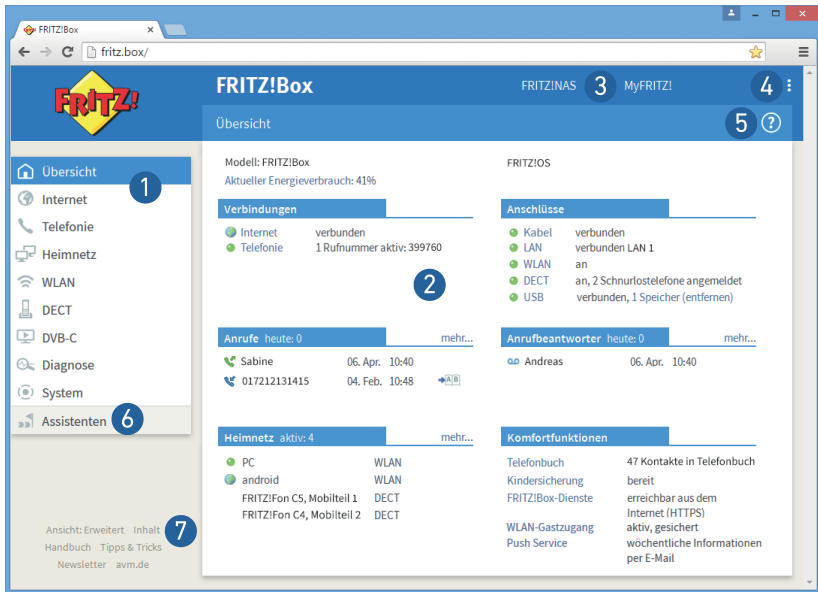 FRITZ!Box
fritz.box/
FRITZ!
FRITZ!Box
FRITZ!NAS 3 MyFRITZ! 4
Übersicht 5 ?
Übersicht
1
Internet
Telefonie
Heimnetz
WLAN
DECT
DVB-C
Diagnose
System
Assistenten 6
Ansicht: Erweitert Inhalt 7
Handbuch Tipps & Tricks
Newsletter avm.de
Modell: FRITZ!Box
Aktueller Energieverbrauch: 41%
FRITZ!OS
Verbindungen
Internet verbunden
Telefonie 1 Rufnummer aktiv: 399760
2
Anschlüsse
Kabel verbunden
LAN verbunden LAN 1
WLAN an
DECT an, 2 Schnurlostelefone angemeldet
USB verbunden, 1 Speicher (entfernen)
Anrufe heute: 0 mehr...
Sabine 06. Apr. 10:40
017212131415 04. Feb. 10:48 A B
Anrufbeantworter heute: 0 mehr...
Andreas 06. Apr. 10:40
Heimnetz aktiv: 4 mehr...
PC WLAN
android WLAN
FRITZ!Fon C5, Mobilteil 1 DECT
FRITZ!Fon C4, Mobilteil 2 DECT
Komfortfunktionen
Telefonbuch 47 Kontakte in Telefonbuch
Kindersicherung bereit
FRITZ!Box-Dienste erreichbar aus dem
Internet (HTTPS)
WLAN-Gastzugang aktiv, gesichert
Push Service wöchentliche Informationen
per E-Mail